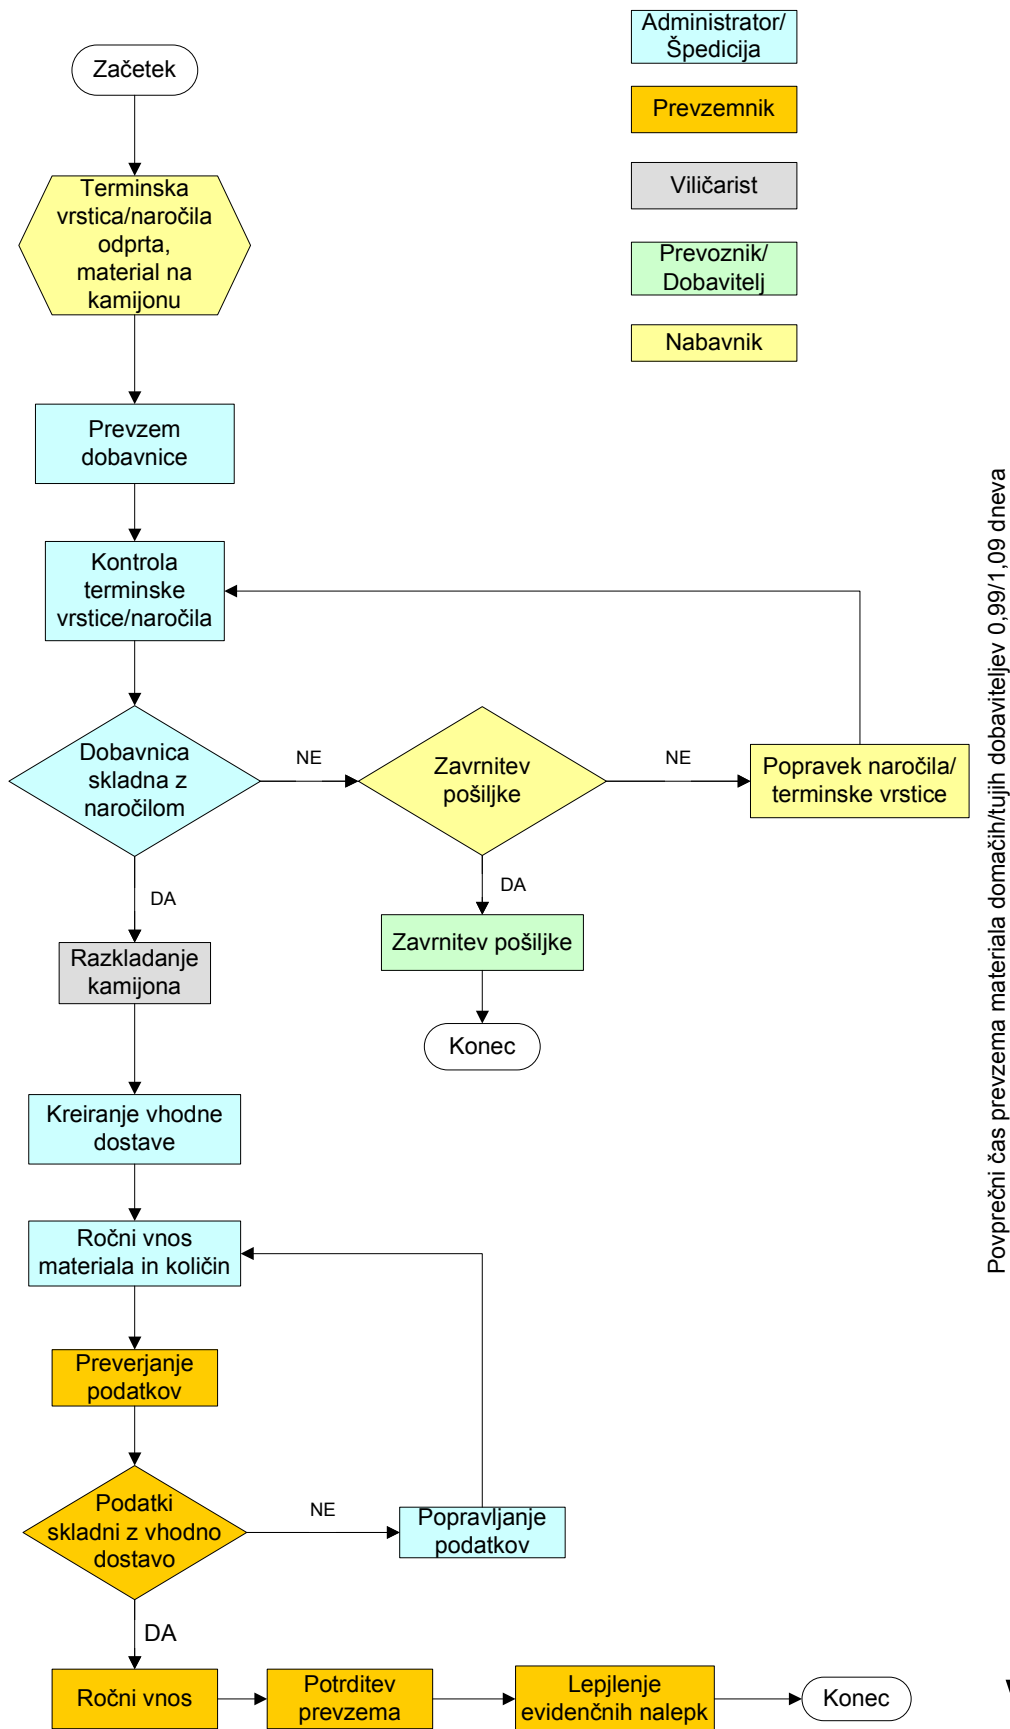 Administrator/
Špedicija
Začetek
Prevzemnik
Terminska
vrstica/naročila
odprta,
material na
kamijonu
Viličarist
Prevoznik/
Dobavitelj
Nabavnik
Prevzem
dobavnice
Kontrola
terminske
vrstice/naročila
Dobavnica
skladna z
naročilom
NE
Zavrnitev
pošiljke
NE
Popravek naročila/
terminske vrstice
DA
DA
Razkladanje
kamijona
Zavrnitev pošiljke
Konec
Kreiranje vhodne
dostave
Ročni vnos
materiala in količin
Preverjanje
podatkov
Podatki
skladni z vhodno
dostavo
NE
Popravljanje
podatkov
DA
Ročni vnos
Potrditev
prevzema
Lepjlenje
evidenčnih nalepk
Konec
Povprečni čas prevzema materiala domačih/tujih dobaviteljev 0,99/1,09 dneva